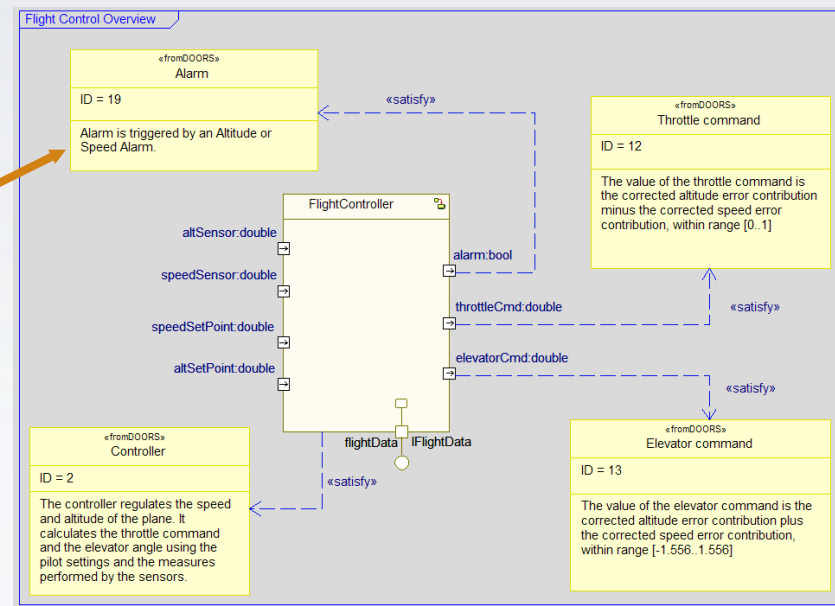 Flight Control Overview
«fromDOORS»
Alarm
ID = 19
Alarm is triggered by an Altitude or
Speed Alarm.
«satisfy»
«fromDOORS»
Throttle command
ID = 12
The value of the throttle command is
the corrected altitude error contribution
minus the corrected speed error
contribution, within range [0..1]
FlightController
altSensor:double
speedSensor:double
speedSetPoint:double
altSetPoint:double
alarm:bool
throttleCmd:double
«satisfy»
elevatorCmd:double
«satisfy»
flightData
IFlightData
«satisfy»
«fromDOORS»
Controller
ID = 2
The controller regulates the speed
and altitude of the plane. It
calculates the throttle command
and the elevator angle using the
pilot settings and the measures
performed by the sensors.
«fromDOORS»
Elevator command
ID = 13
The value of the elevator command is the
corrected altitude error contribution plus
the corrected speed error contribution,
within range [-1.556..1.556]